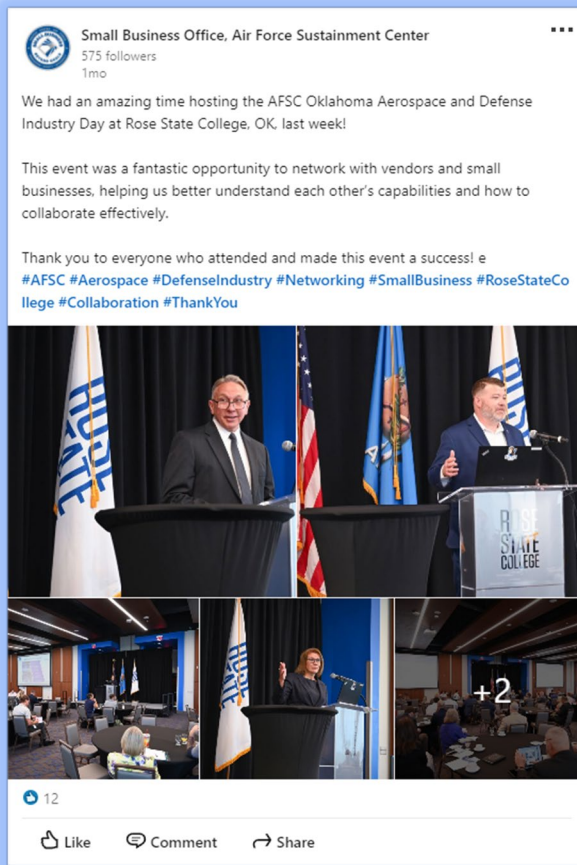 Small Business Office, Air Force Sustainment Center
575 followers
1mo
We had an amazing time hosting the AFSC Oklahoma Aerospace and Defense
Industry Day at Rose State College, OK, last week!
This event was a fantastic opportunity to network with vendors and small
businesses, helping us better understand each other's capabilities and how to
collaborate effectively.
Thank you to everyone who attended and made this event a success! e
#AFSC #Aerospace #DefenseIndustry #Networking #SmallBusiness #RoseStateCo
llege #Collaboration #ThankYou
ROSE
STATE
ROSE
STATE
COLLEGE
ROSE
STATE
+2
12
Like
Comment
Share